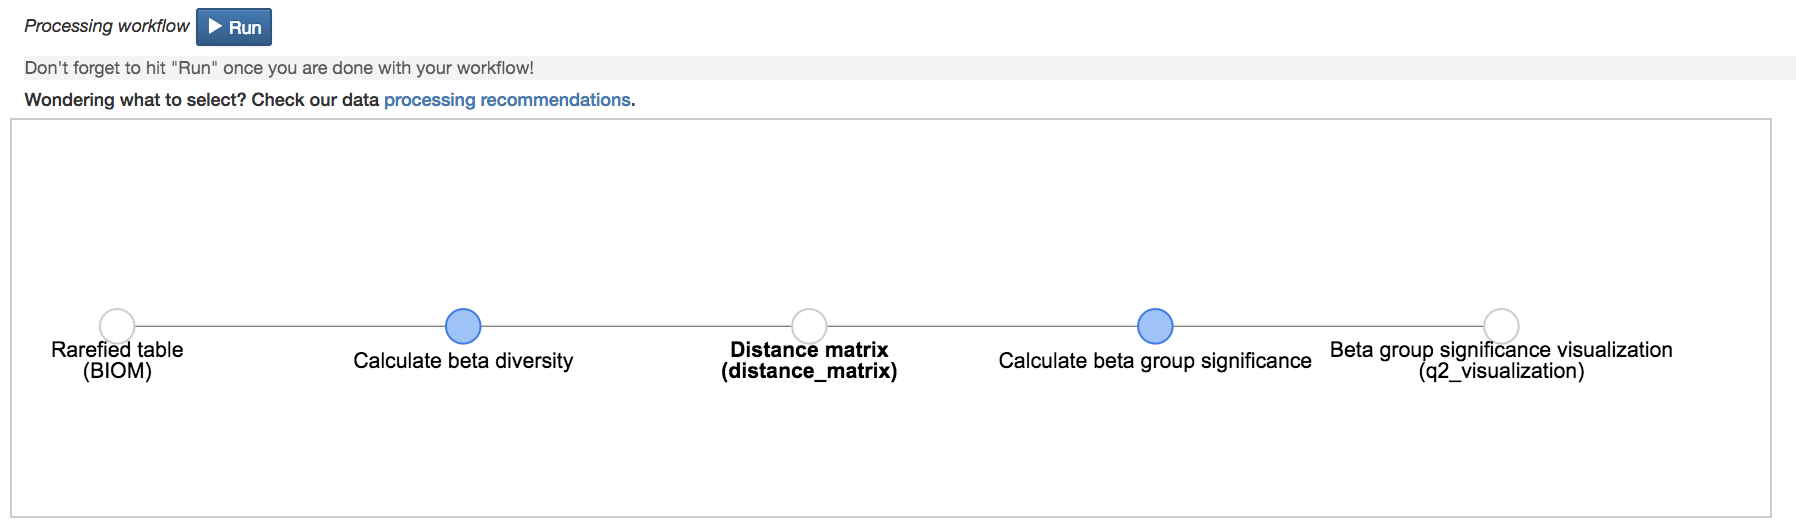 Processing workflow Run
Don't forget to hit "Run" once you are done with your workflow!
Wondering what to select? Check our data processing recommendations.
Rarefied table
(BIOM)
Calculate beta diversity
Distance matrix
(distance_matrix)
Calculate beta group significance
Beta group significance visualization
(q2_visualization)